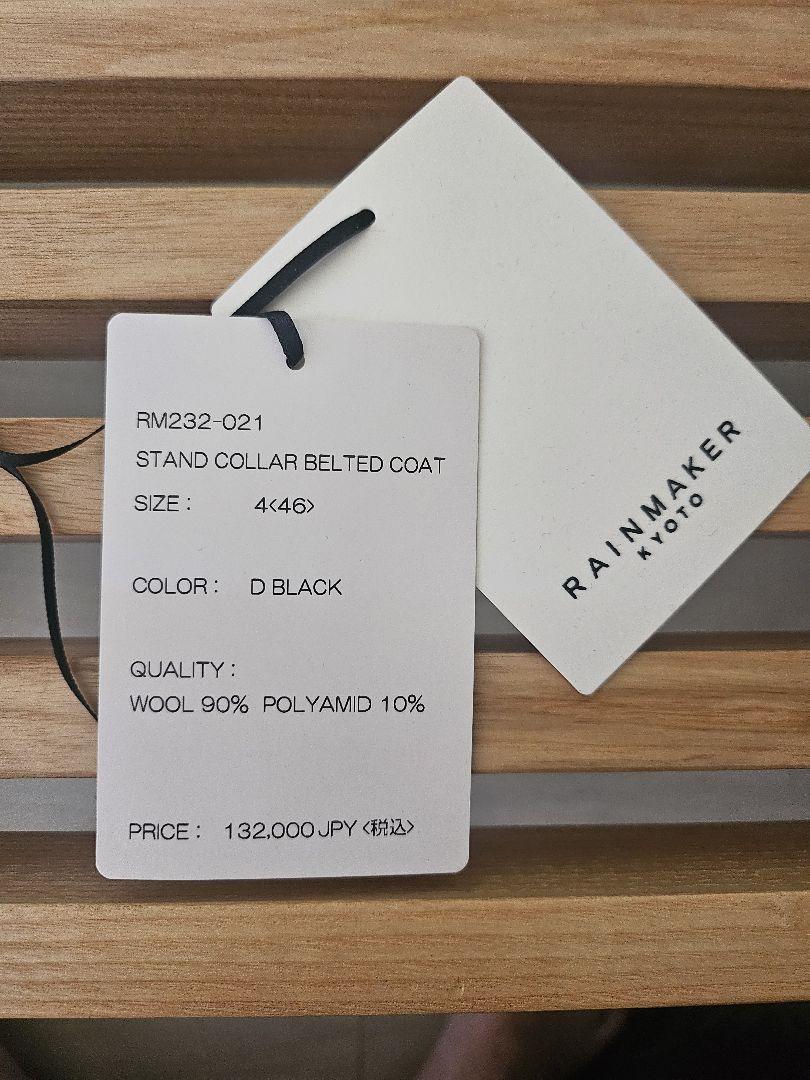 RM232-021
STAND COLLAR BELTED COAT
SIZE : 4<46>
COLOR : D BLACK
QUALITY :
WOOL 90% POLYAMID 10%
PRICE : 132,000 JPY <税込>
RAINMAKER
KYOTO